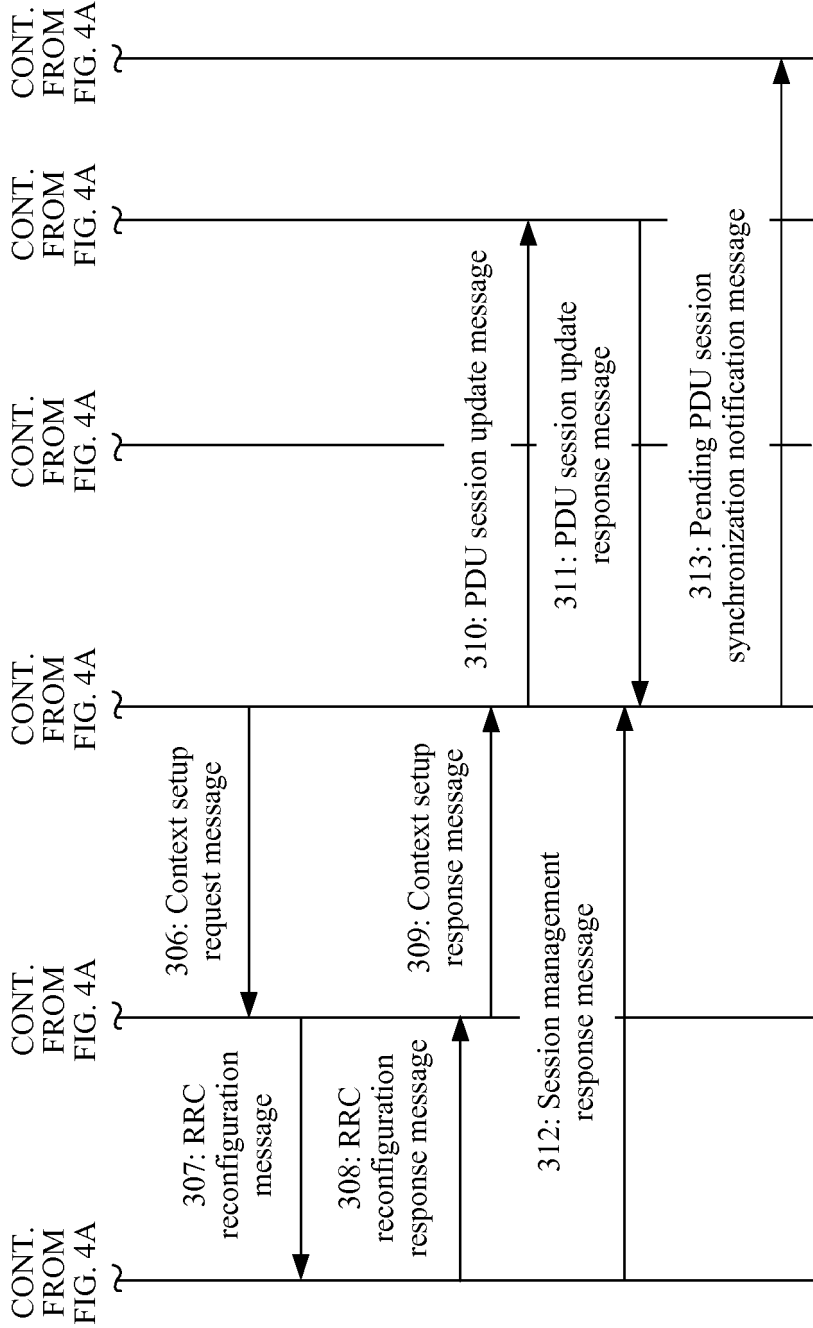 CONT.
FROM
FIG. 4A
CONT.
FROM
FIG. 4A
CONT.
FROM
FIG. 4A
CONT.
FROM
FIG. 4A
CONT.
FROM
FIG. 4A
CONT.
FROM
FIG. 4A
306: Context setup
request message
307: RRC
reconfiguration
message
308: RRC
reconfiguration
response message
309: Context setup
response message
310: PDU session update message
311: PDU session update
response message
312: Session management
response message
313: Pending PDU session
synchronization notification message